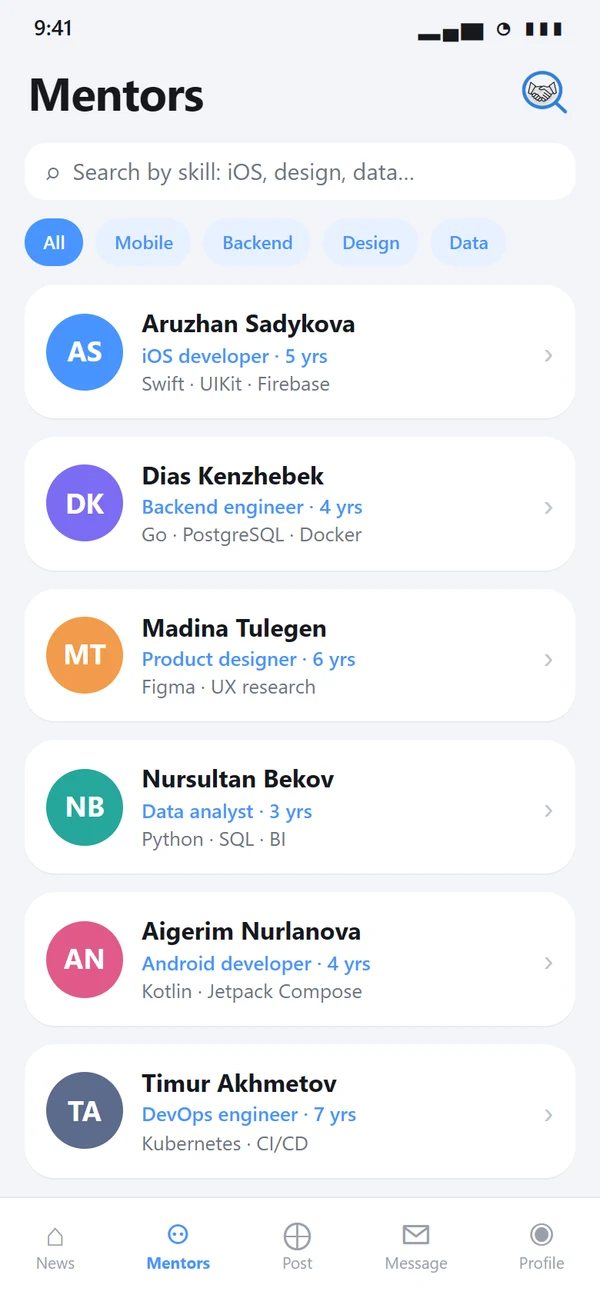 9:41
Mentors
Search by skill: iOS, design, data...
All Mobile Backend Design Data
AS
Aruzhan Sadykova
iOS developer · 5 yrs
Swift · UIKit · Firebase
DK
Dias Kenzhebek
Backend engineer · 4 yrs
Go · PostgreSQL · Docker
MT
Madina Tulegen
Product designer · 6 yrs
Figma · UX research
NB
Nursultan Bekov
Data analyst · 3 yrs
Python · SQL · BI
AN
Aigerim Nurlanova
Android developer · 4 yrs
Kotlin · Jetpack Compose
TA
Timur Akhmetov
DevOps engineer · 7 yrs
Kubernetes · CI/CD
News Mentors Post Message Profile